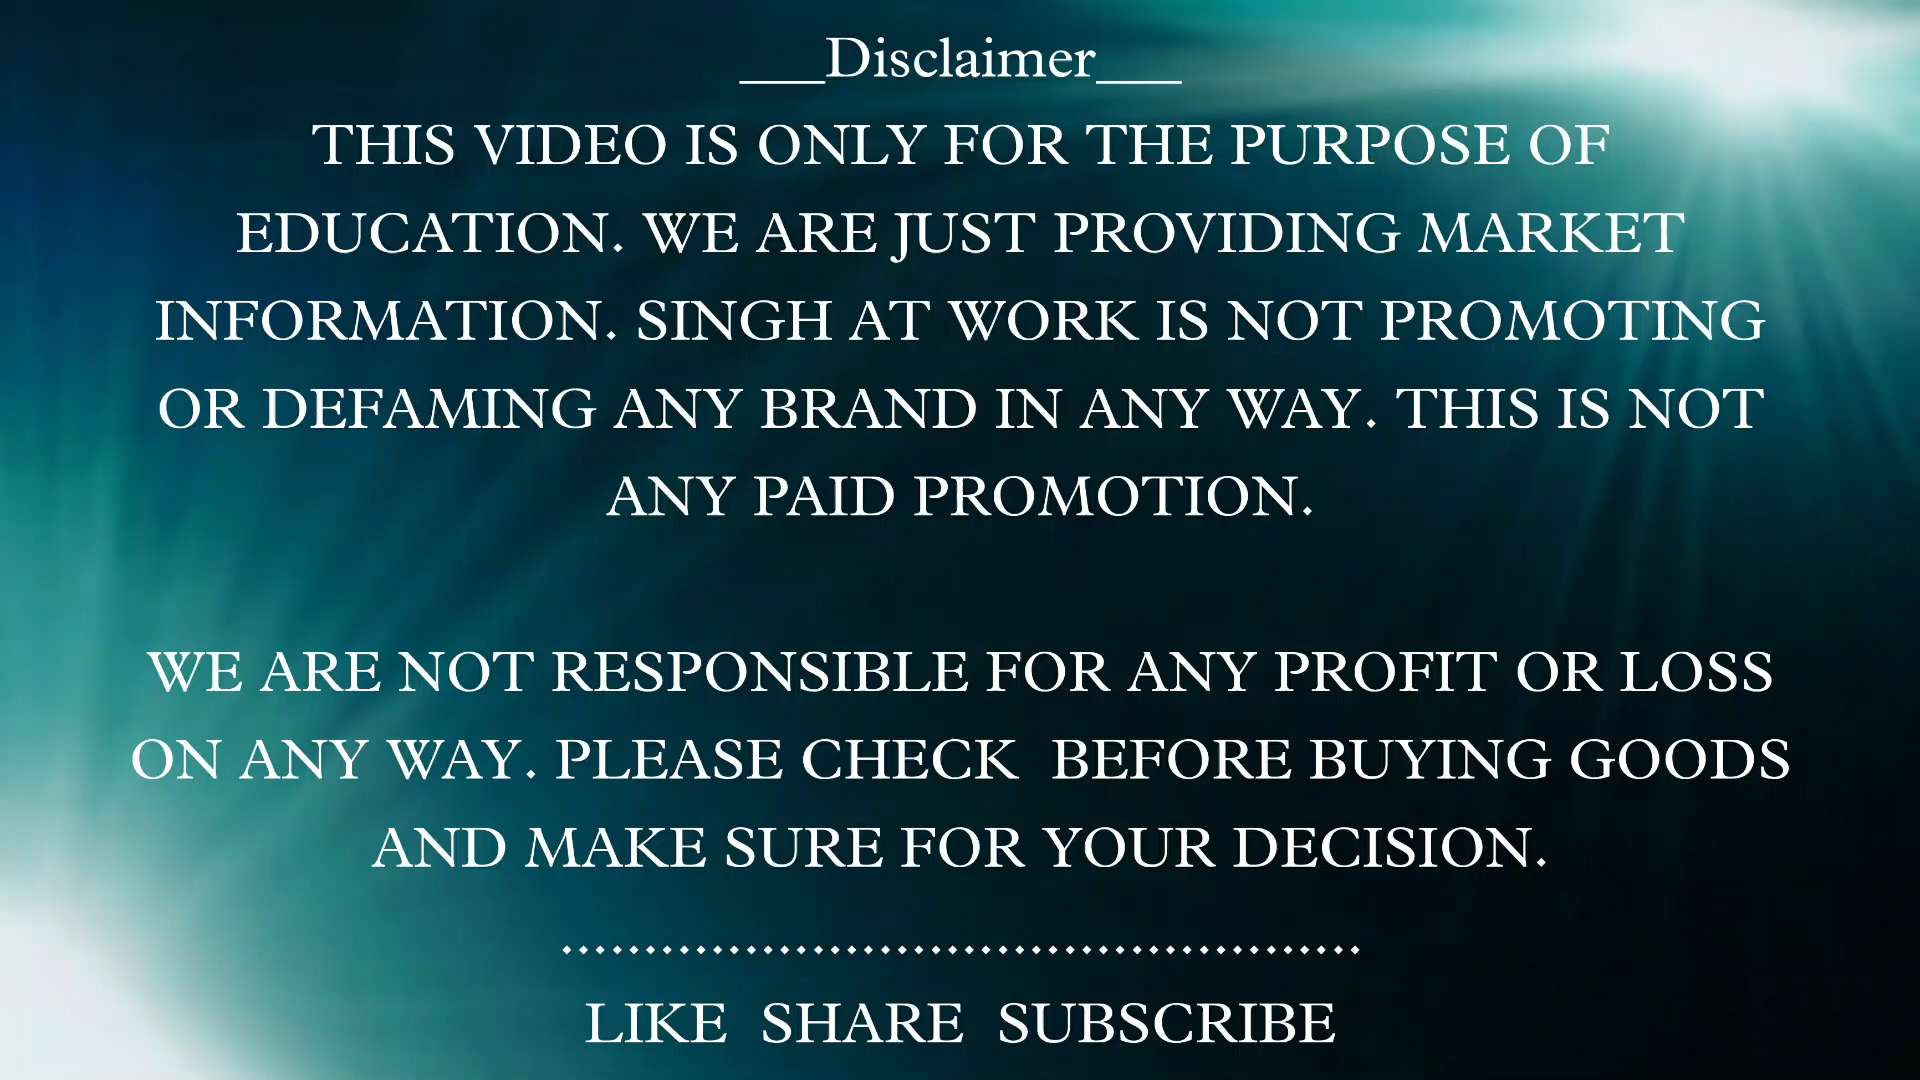 ___Disclaimer___
THIS VIDEO IS ONLY FOR THE PURPOSE OF
EDUCATION. WE ARE JUST PROVIDING MARKET
INFORMATION. SINGH AT WORK IS NOT PROMOTING
OR DEFAMING ANY BRAND IN ANY WAY. THIS IS NOT
ANY PAID PROMOTION.
WE ARE NOT RESPONSIBLE FOR ANY PROFIT OR LOSS
ON ANY WAY. PLEASE CHECK  BEFORE BUYING GOODS
AND MAKE SURE FOR YOUR DECISION.
................................................
LIKE  SHARE  SUBSCRIBE